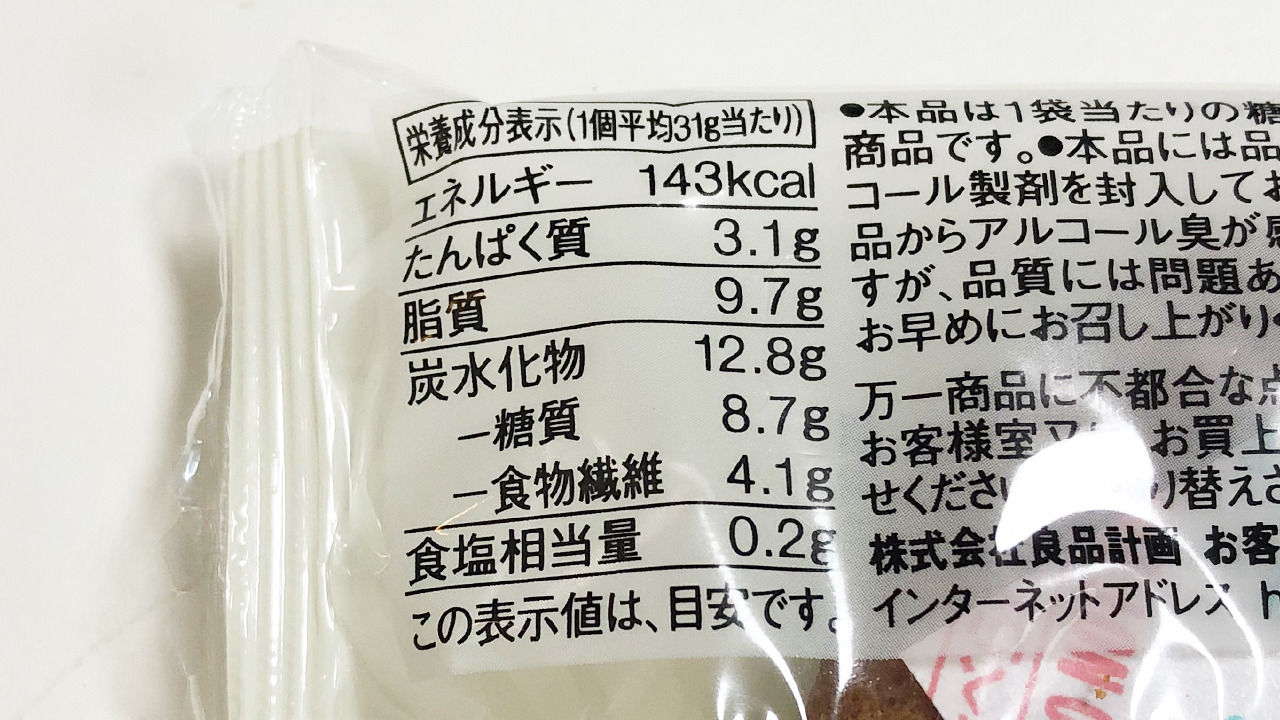 栄養成分表示(1個平均31g当たり)
エネルギー 143kcal
たんぱく質 3.1g
脂質 9.7g
炭水化物 12.8g
－糖質 8.7g
－食物繊維 4.1g
食塩相当量 0.2g
この表示値は、目安です。
●本品は1袋当たりの糖
商品です。●本品には品
コール製剤を封入してお
品からアルコール臭が感
すが、品質には問題あ
お早めにお召し上がり
万一商品に不都合な点
お客様室又は お買上
せくださ り替えさ
株式会社良品計画 お客
インターネットアドレス h